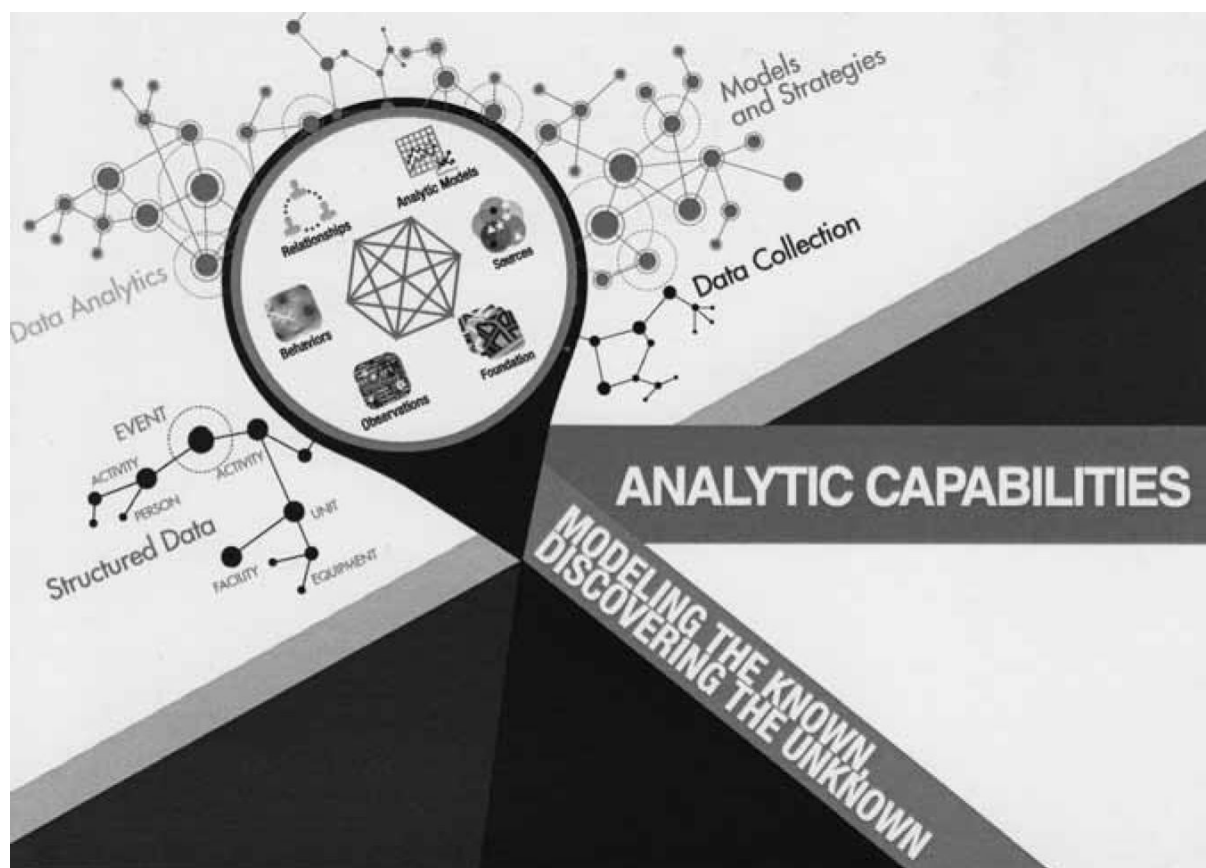 Models
and Strategies
Analytic Models
Relationships
Sources
Data Collection
Data Analytics
Behaviors
Foundation
Observations
EVENT
ACTIVITY
ACTIVITY
PERSON
UNIT
Structured Data
FACILITY
EQUIPMENT
ANALYTIC CAPABILITIES
MODELING THE KNOWN,
DISCOVERING THE UNKNOWN